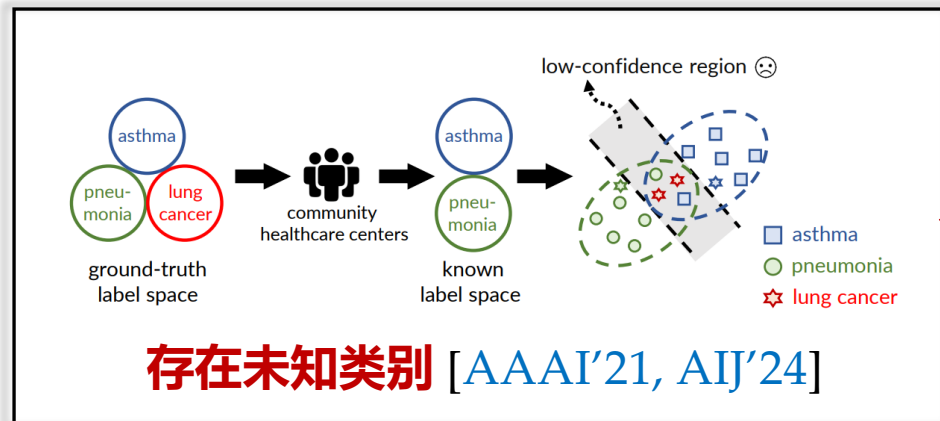 low-confidence region
asthma
pneu-
monia
lung
cancer
community
healthcare centers
asthma
pneu-
monia
ground-truth
label space
known
label space
asthma
pneumonia
lung cancer
存在未知类别 [AAAI'21, AIJ'24]